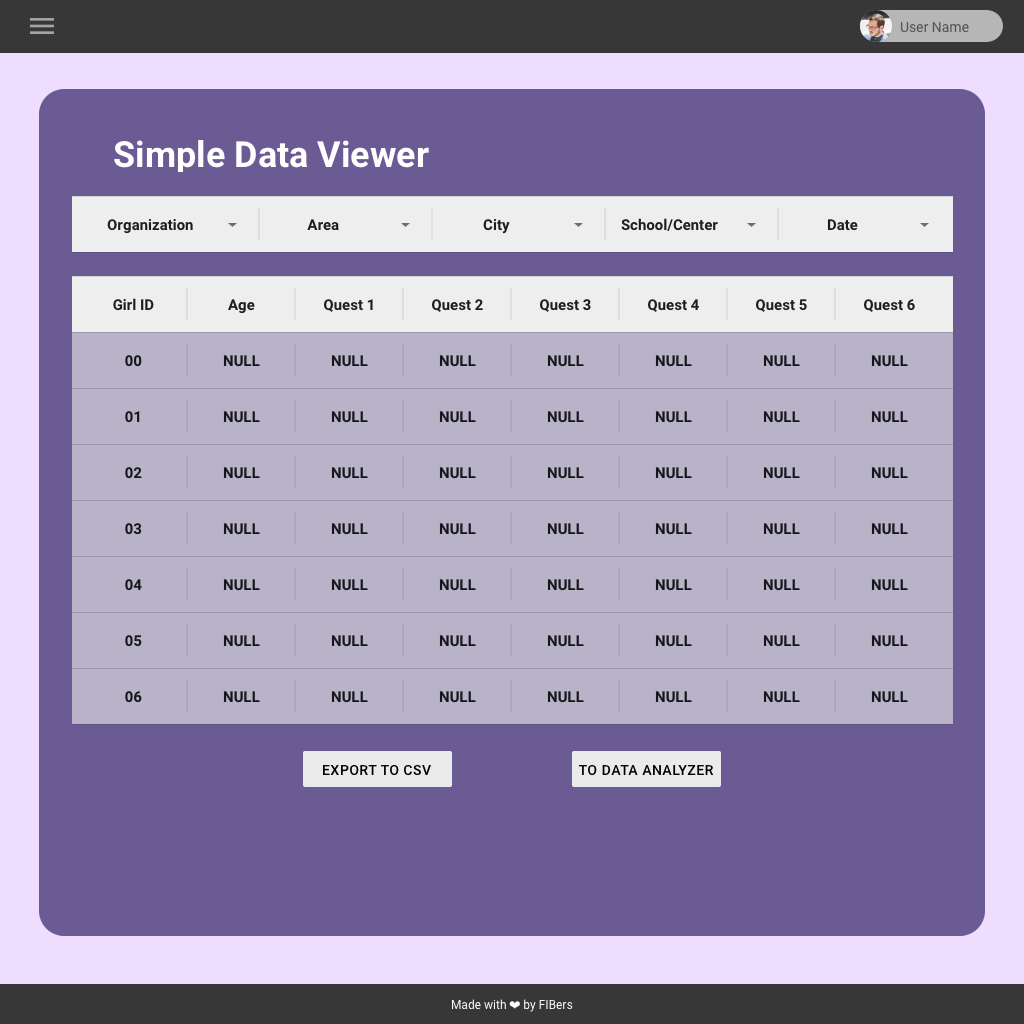 User Name
Simple Data Viewer
Organization Area City School/Center Date
Girl ID Age Quest 1 Quest 2 Quest 3 Quest 4 Quest 5 Quest 6
00 NULL NULL NULL NULL NULL NULL NULL
01 NULL NULL NULL NULL NULL NULL NULL
02 NULL NULL NULL NULL NULL NULL NULL
03 NULL NULL NULL NULL NULL NULL NULL
04 NULL NULL NULL NULL NULL NULL NULL
05 NULL NULL NULL NULL NULL NULL NULL
06 NULL NULL NULL NULL NULL NULL NULL
EXPORT TO CSV TO DATA ANALYZER
Made with ❤ by FIBers